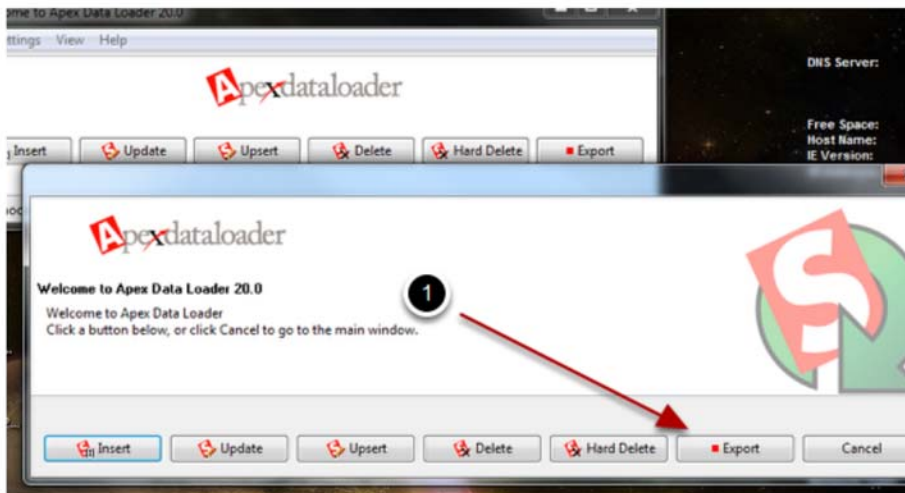 ome to Apex Data Loader 20.0
ttings View Help
Apexdataloader
DNS Server:
Free Space:
Host Name:
IE Version:
Insert Update Upsert Delete Hard Delete Export
Apexdataloader
Welcome to Apex Data Loader 20.0
1
Welcome to Apex Data Loader
Click a button below, or click Cancel to go to the main window.
Insert Update Upsert Delete Hard Delete Export Cancel